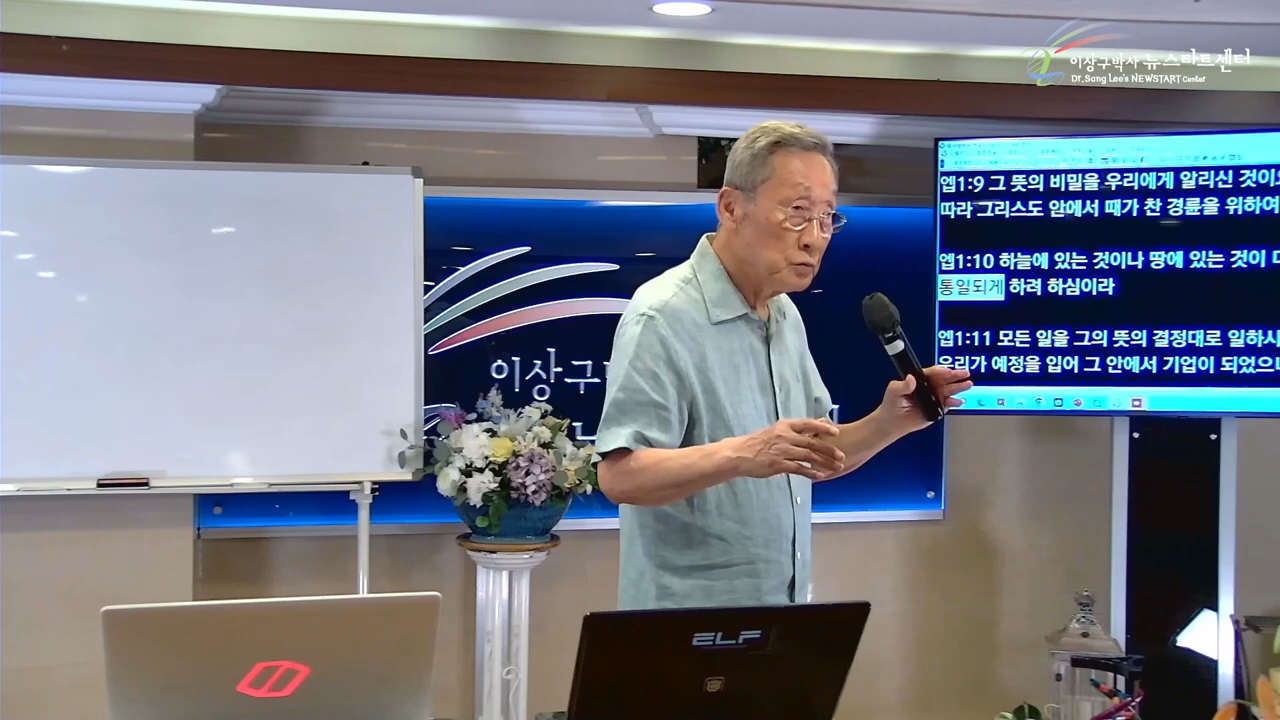 이상구박사 뉴스타트센터
Dr. Sang Lee's NEWSTART Center
엡1:9 그 뜻의 비밀을 우리에게 알리신 것이요
따라 그리스도 안에서 때가 찬 경륜을 위하여
엡1:10 하늘에 있는 것이나 땅에 있는 것이 다
통일되게 하려 하심이라
엡1:11 모든 일을 그의 뜻의 결정대로 일하시
우리가 예정을 입어 그 안에서 기업이 되었으니
이상구
ELF